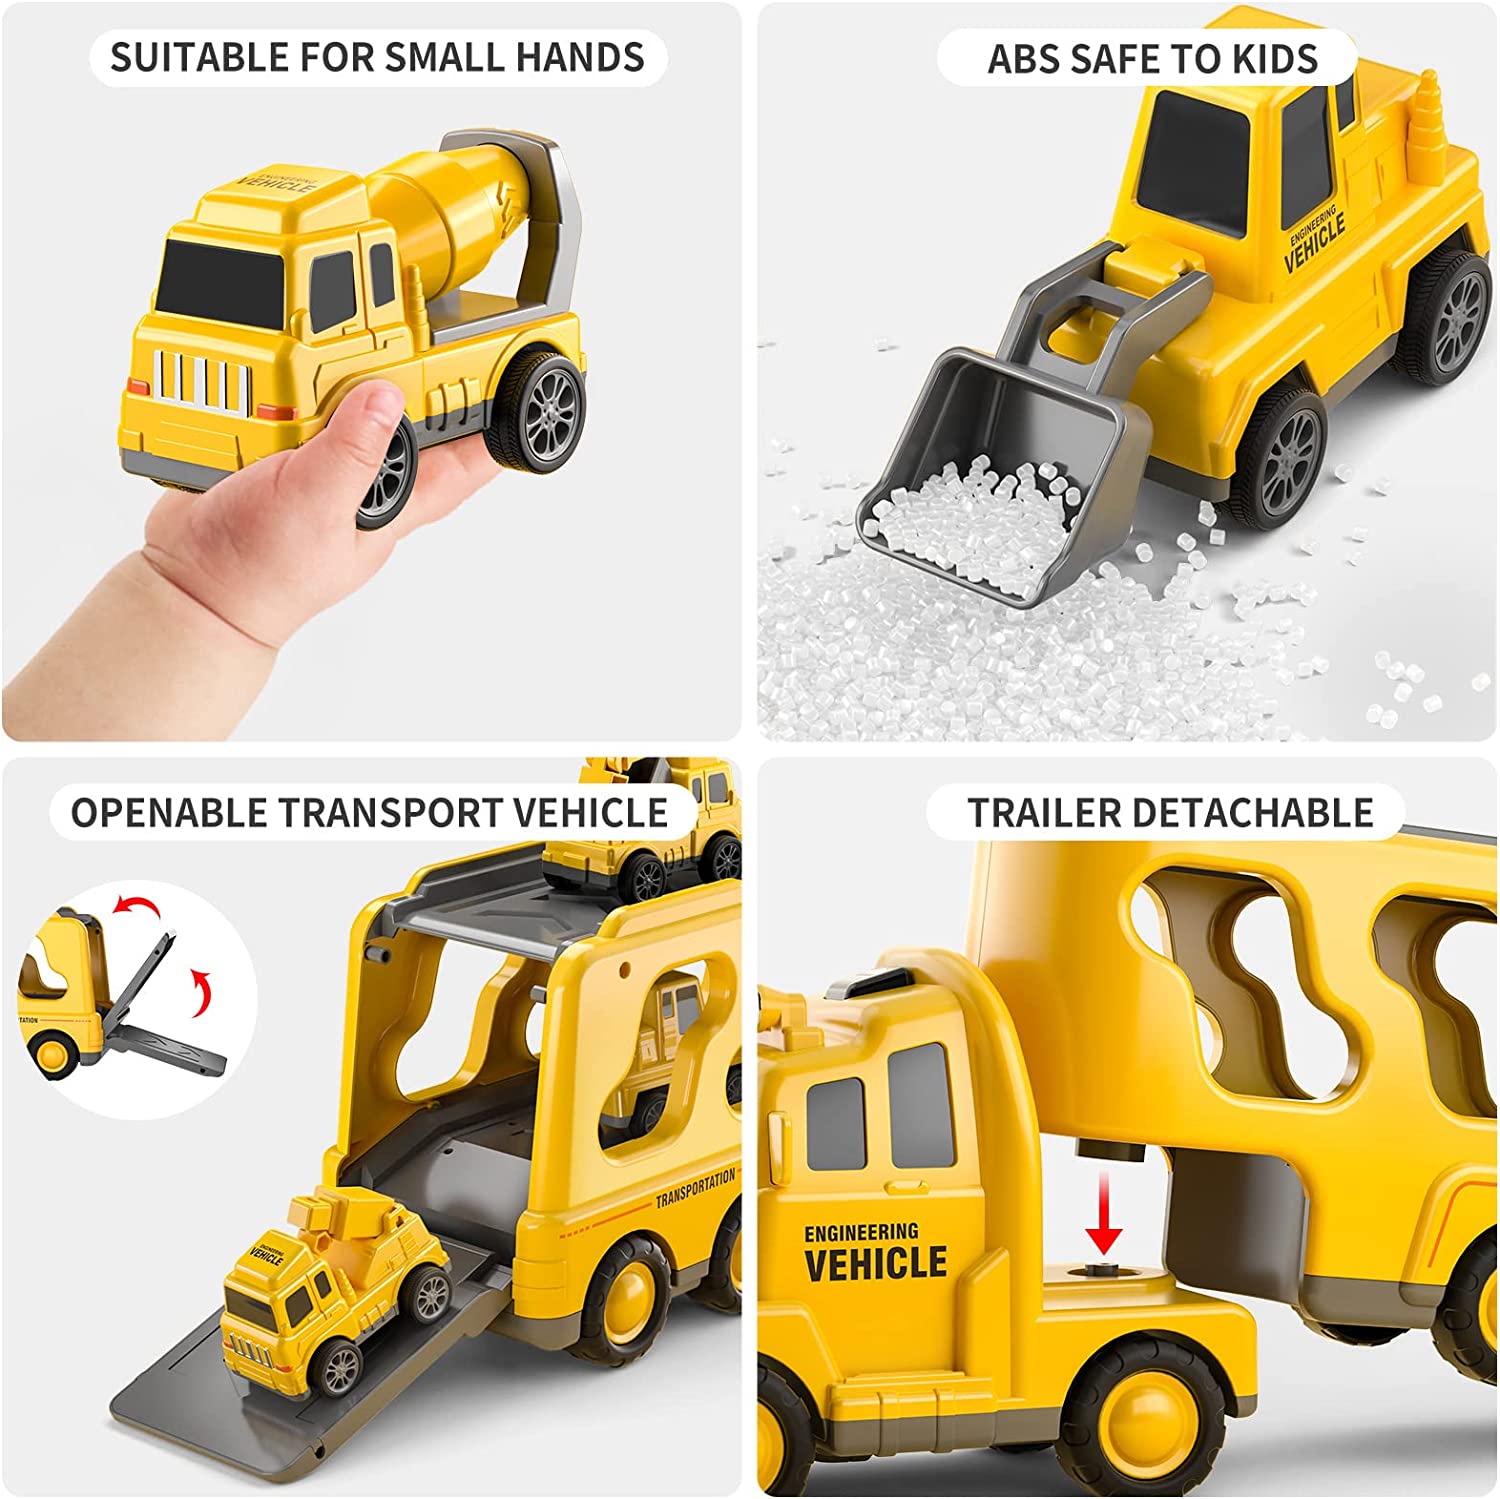 SUITABLE FOR SMALL HANDS
ENGINEERING
VEHICLE
ABS SAFE TO KIDS
ENGINEERING
VEHICLE
OPENABLE TRANSPORT VEHICLE
TATION
TRANSPORTATION
ENGINEERING
VEHICLE
TRAILER DETACHABLE
ENGINEERING
VEHICLE